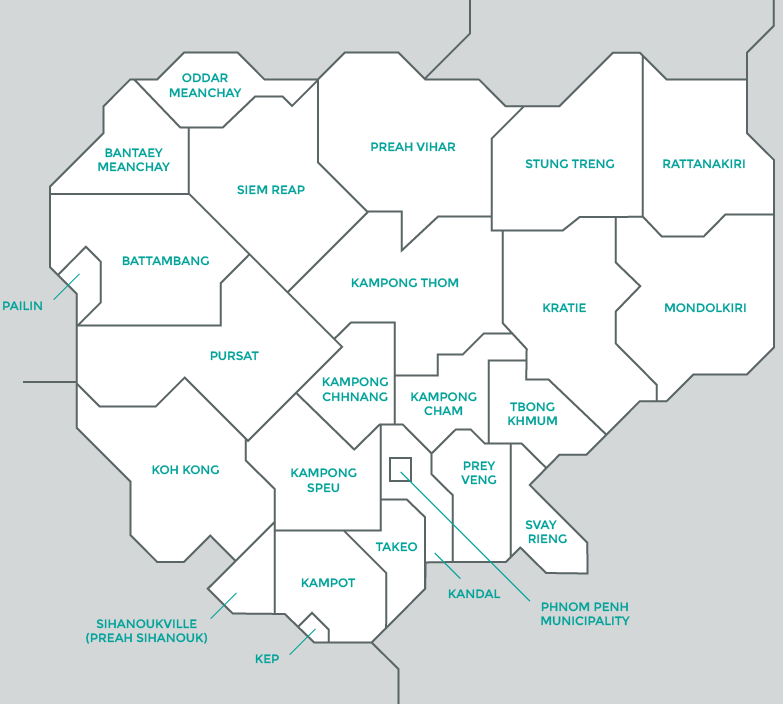 ODDAR
MEANCHAY
BANTAEY
MEANCHAY
PREAH VIHAR
STUNG TRENG
RATTANAKIRI
SIEM REAP
BATTAMBANG
PAILIN
KAMPONG THOM
KRATIE
MONDOLKIRI
PURSAT
KAMPONG
CHHNANG
KAMPONG
CHAM
TBONG
KHMUM
KOH KONG
KAMPONG
SPEU
PREY
VENG
SVAY
RIENG
TAKEO
KAMPOT
KANDAL
PHNOM PENH
MUNICIPALITY
SIHANOUKVILLE
(PREAH SIHANOUK)
KEP